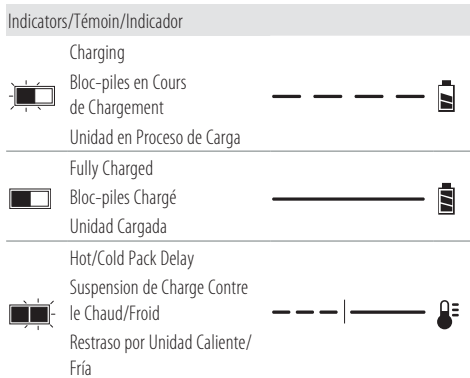 Indicators/Témoin/Indicador
Charging
Bloc-piles en Cours
de Chargement
Unidad en Proceso de Carga
Fully Charged
Bloc-piles Chargé
Unidad Cargada
Hot/Cold Pack Delay
Suspension de Charge Contre
le Chaud/Froid
Restraso por Unidad Caliente/
Fría